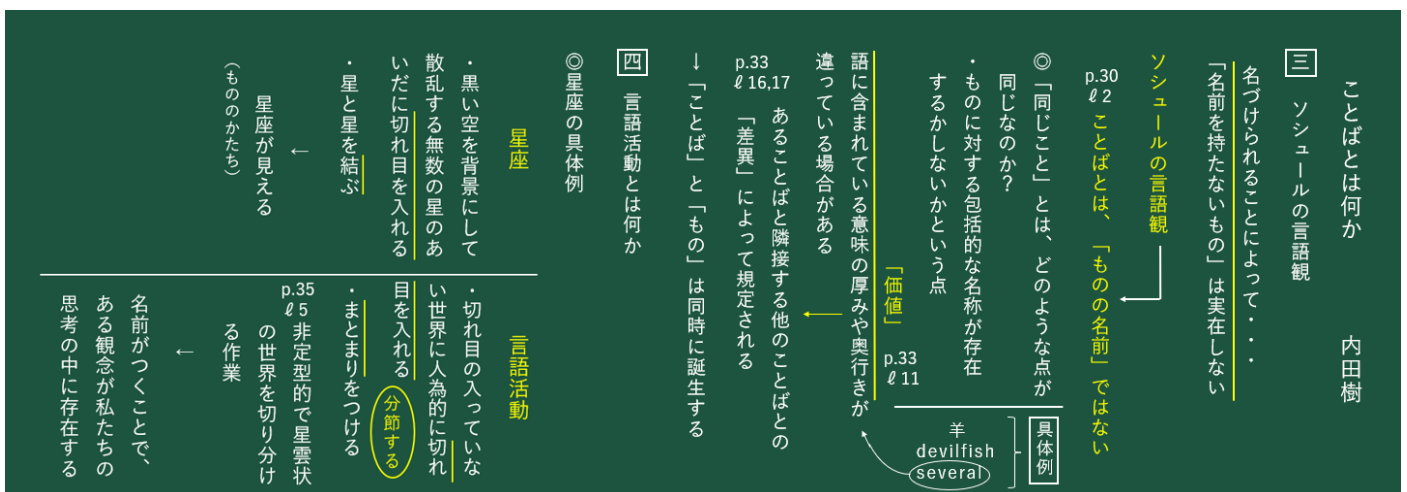 ことばとは何か　内田樹
三　ソシュールの言語観
名づけられることによって・・・
「名前を持たないもの」は実在しない
ソシュールの言語観
p.30
ℓ 2
ことばとは、「ものの名前」ではない
◎「同じこと」とは、どのような点が
同じなのか？
・ものに対する包括的な名称が存在
するかしないかという点
具体例
羊
devilfish
several
「価値」
p.33
ℓ 11
語に含まれている意味の厚みや奥行きが
違っている場合がある
p.33
ℓ 16,17
あることばと隣接する他のことばとの
「差異」によって規定される
→「ことば」と「もの」は同時に誕生する
四　言語活動とは何か
◎星座の具体例
星座
・黒い空を背景にして
散乱する無数の星のあ
いだに切れ目を入れる
・星と星を結ぶ
↓
星座が見える
（もののかたち）
言語活動
・切れ目の入っていな
い世界に人為的に切れ
目を入れる
分節する
・まとまりをつける
p.35
ℓ 5
非定型的で星雲状
の世界を切り分け
る作業
↓
名前がつくことで、
ある観念が私たちの
思考の中に存在する